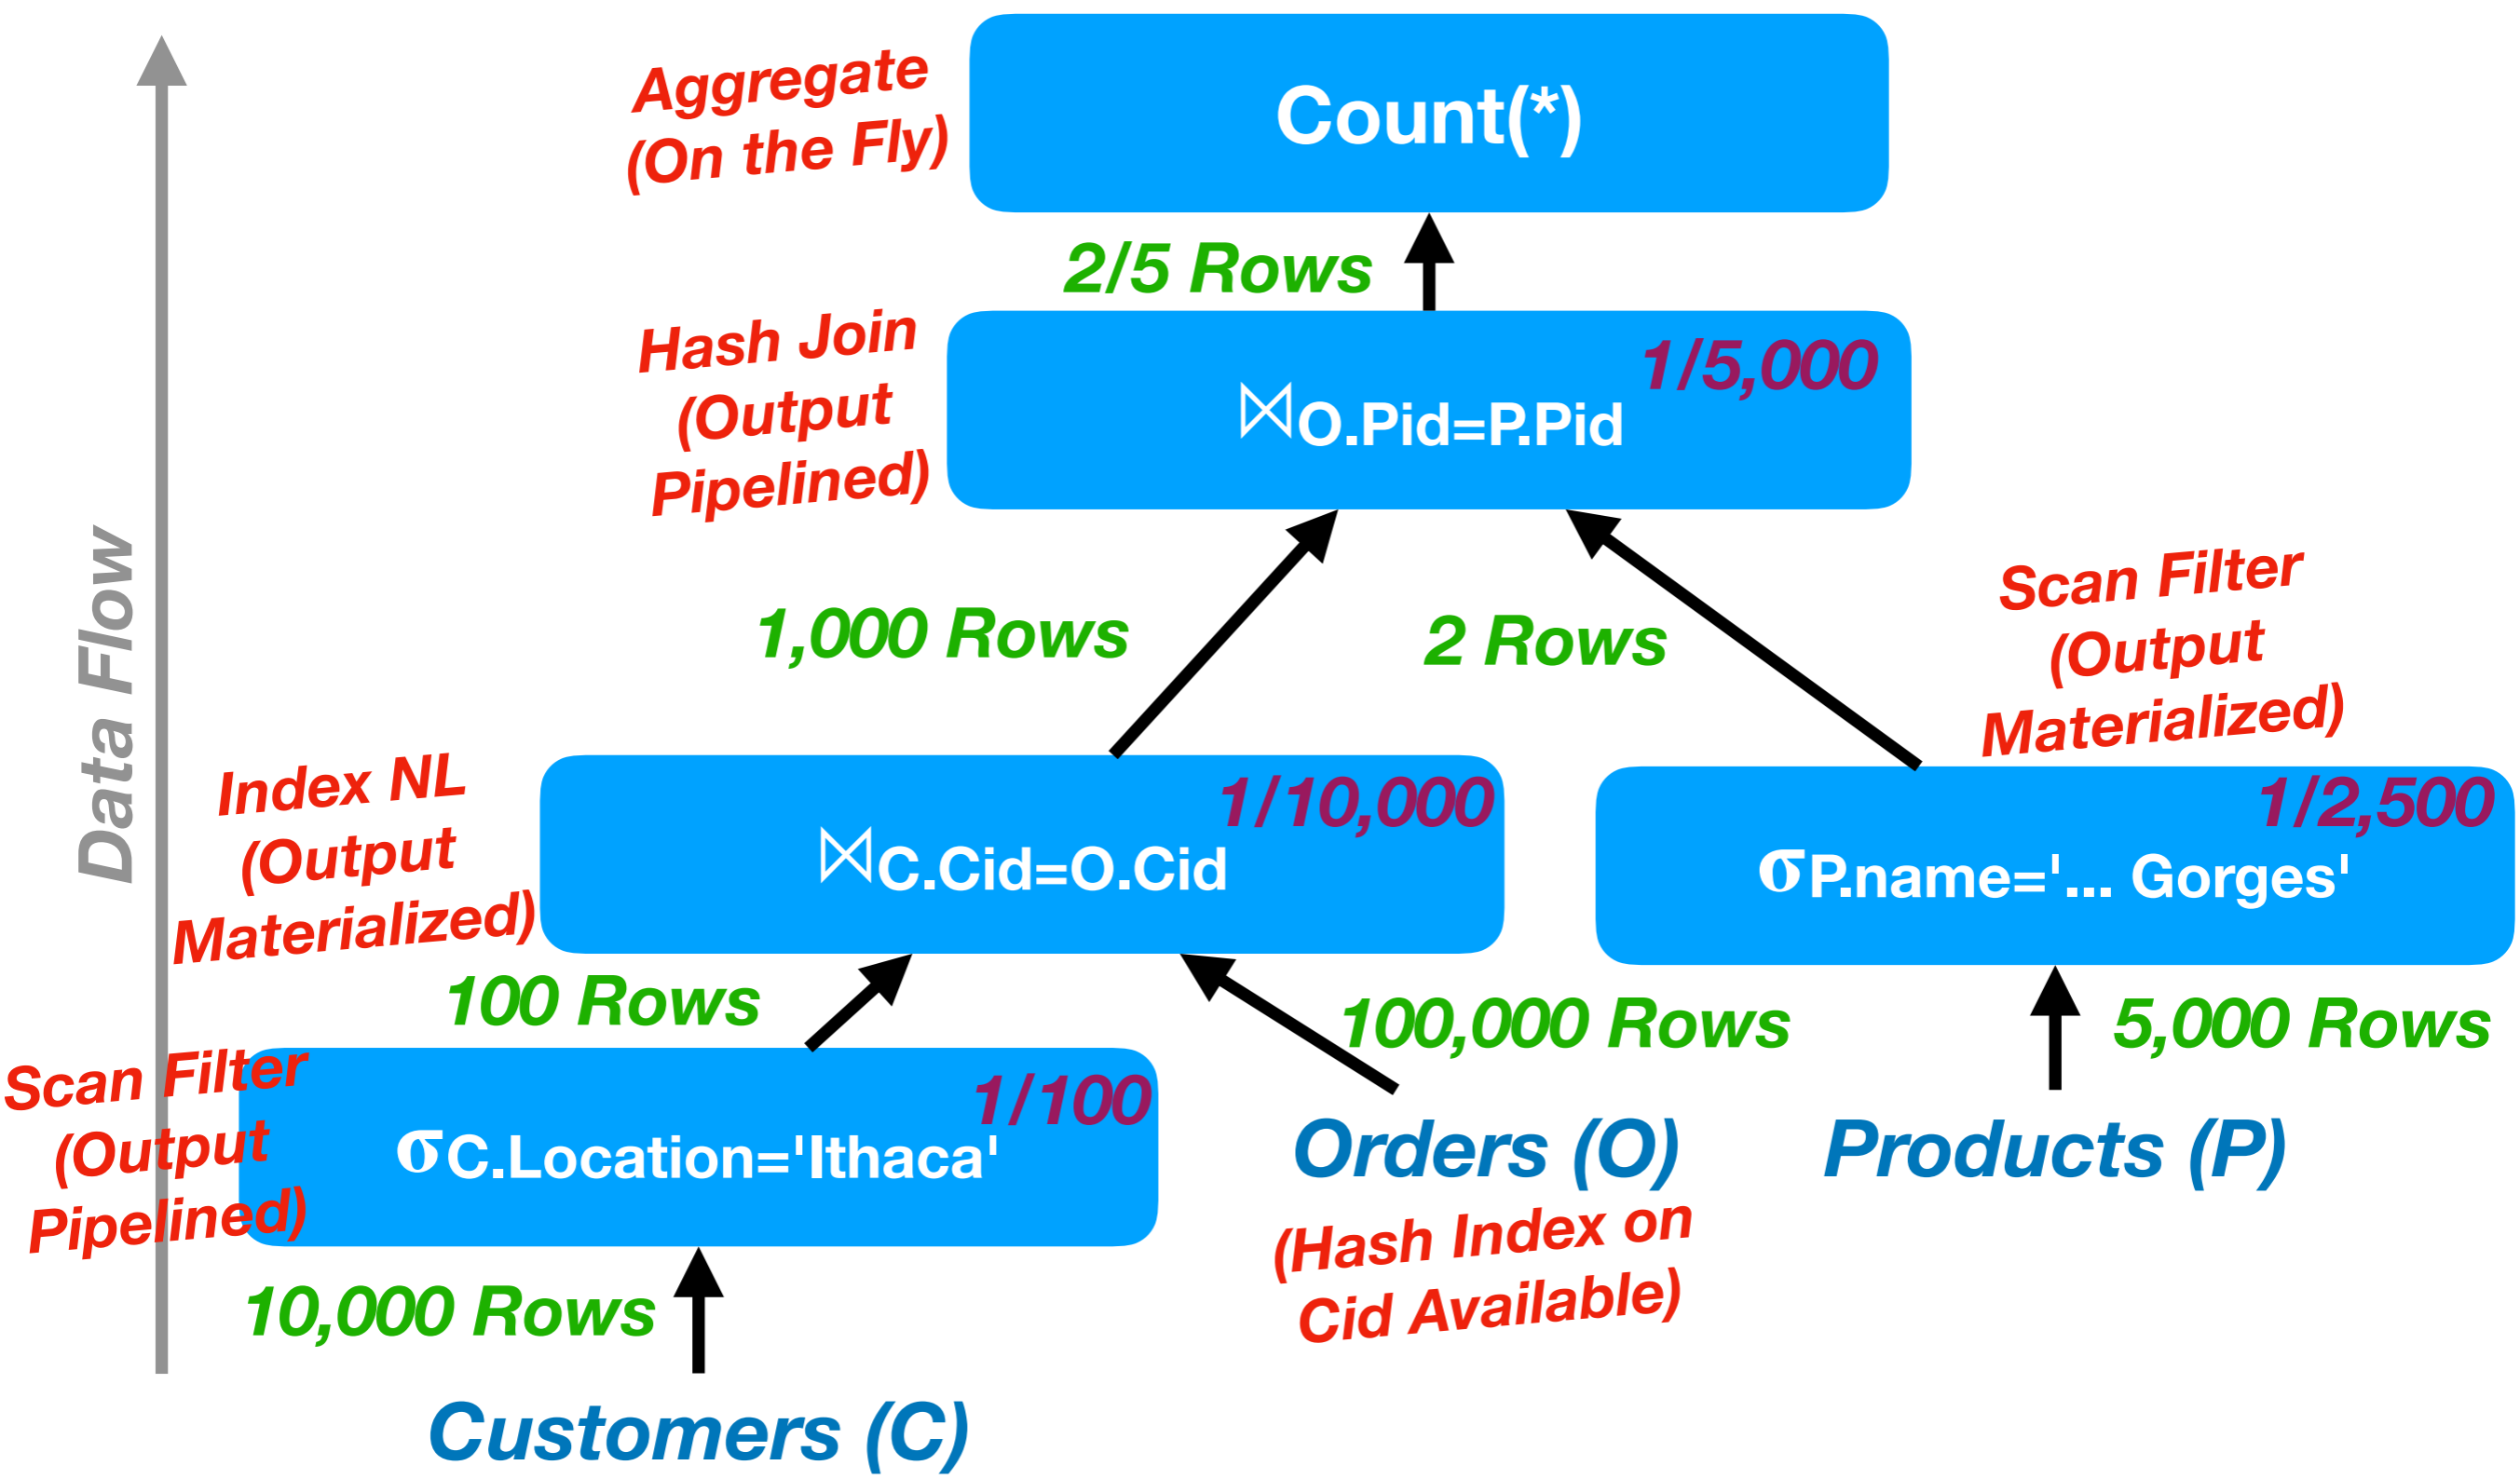 Aggregate
(On the Fly)
Count(*)
2/5 Rows
Hash Join
(Output
Pipelined)
1/5,000
⋈O.Pid=P.Pid
Data Flow
1,000 Rows
2 Rows
Scan Filter
(Output
Materialized)
Index NL
(Output
Materialized)
1/10,000
⋈C.Cid=O.Cid
1/2,500
σP.name='... Gorges'
100 Rows
100,000 Rows
5,000 Rows
Scan Filter
(Output
Pipelined)
1/100
σC.Location='Ithaca'
Orders (O)
(Hash Index on
Cid Available)
Products (P)
10,000 Rows
Customers (C)